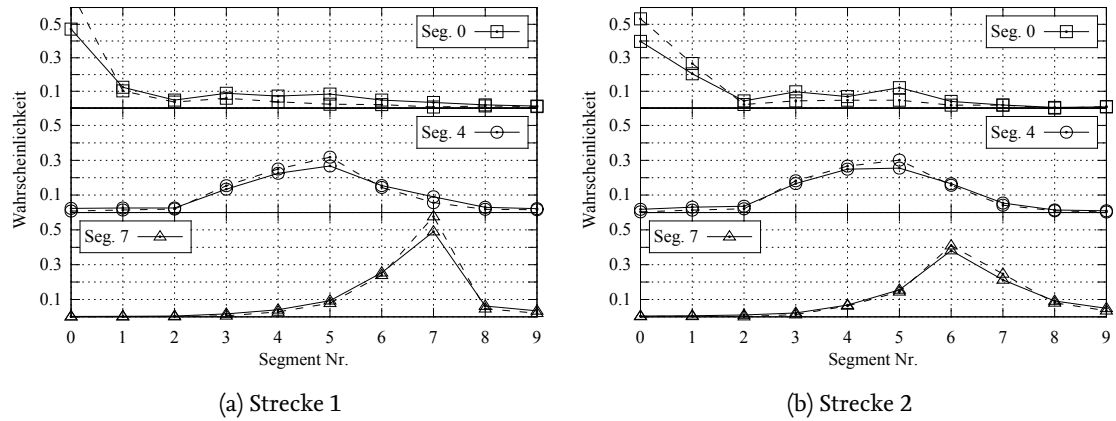 Wahrscheinlichkeit
0.5
0.3
0.1
Seg. 0
0.5
0.3
0.1
Seg. 4
0.5
0.3
0.1
Seg. 7
0 1 2 3 4 5 6 7 8 9
Segment Nr.
(a) Strecke 1
Wahrscheinlichkeit
0.5
0.3
0.1
Seg. 0
0.5
0.3
0.1
Seg. 4
0.5
0.3
0.1
Seg. 7
0 1 2 3 4 5 6 7 8 9
Segment Nr.
(b) Strecke 2